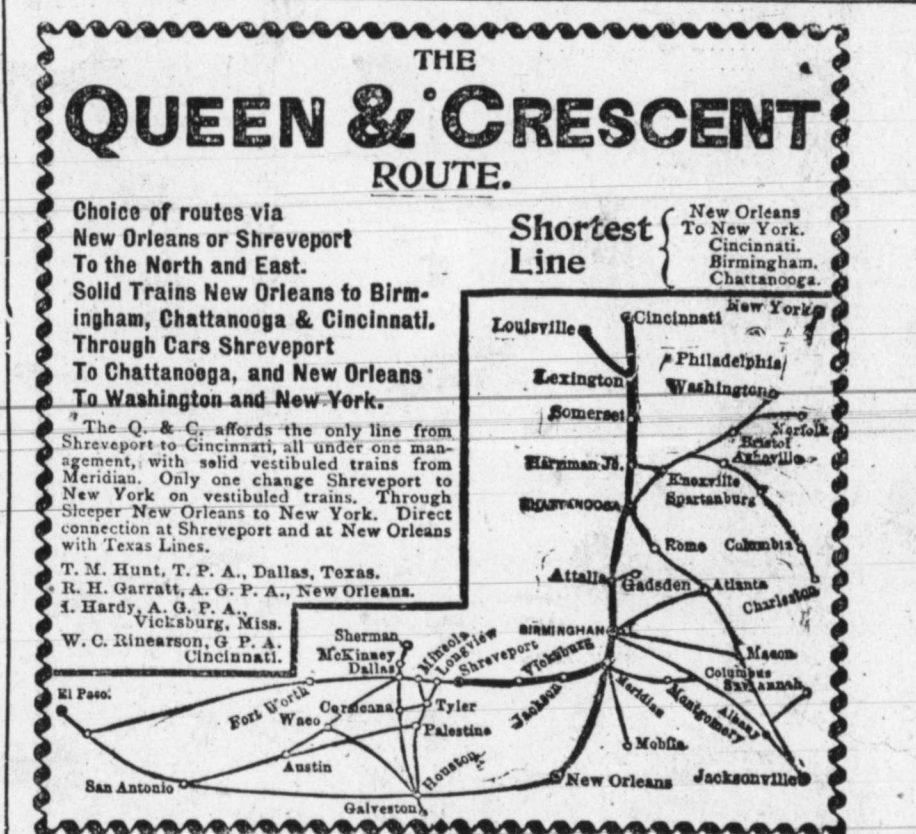 THE
QUEEN & CRESCENT
ROUTE.
Choice of routes via
New Orleans or Shreveport
To the North and East.
Solid Trains New Orleans to Birm-
ingham, Chattanooga & Cincinnati.
Through Cars Shreveport
To Chattanooga, and New Orleans
To Washington and New York.
The Q. & C. affords the only line from
Shreveport to Cincinnati, all under one man-
agement, with solid vestibuled trains from
Meridian. Only one change Shreveport to
New York on vestibuled trains. Through
Sleeper New Orleans to New York. Direct
connection at Shreveport and at New Orleans
with Texas Lines.
T. M. Hunt, T. P. A., Dallas, Texas.
R. H. Garratt, A. G. P. A., New Orleans.
I. Hardy, A. G. P. A.,
Vicksburg, Miss.
W. C. Rinearson, G P A.
Cincinnati.
Shortest
Line
New Orleans
To New York.
Cincinnati.
Birmingham.
Chattanooga.
New York
Louisville
Cincinnati
Philadelphia
Lexington
Washington
Somerset
Norfolk
Bristol
Asheville
Harriman Jc.
Knoxville
Spartanburg
CHATTANOOGA
Rome
Columbia
Attalla
Gadsden
Atlanta
Charleston
BIRMINGHAM
Macon
Columbus
Savannah
Sherman
McKinney
Dallas
Mineola
Longview
Shreveport
Vicksburg
Jackson
Meridian
Montgomery
Albany
El Paso.
Fort Worth
Corsicana
Tyler
Waco
Palestine
Mobile
Austin
Houston
San Antonio
Galveston
New Orleans
Jacksonville